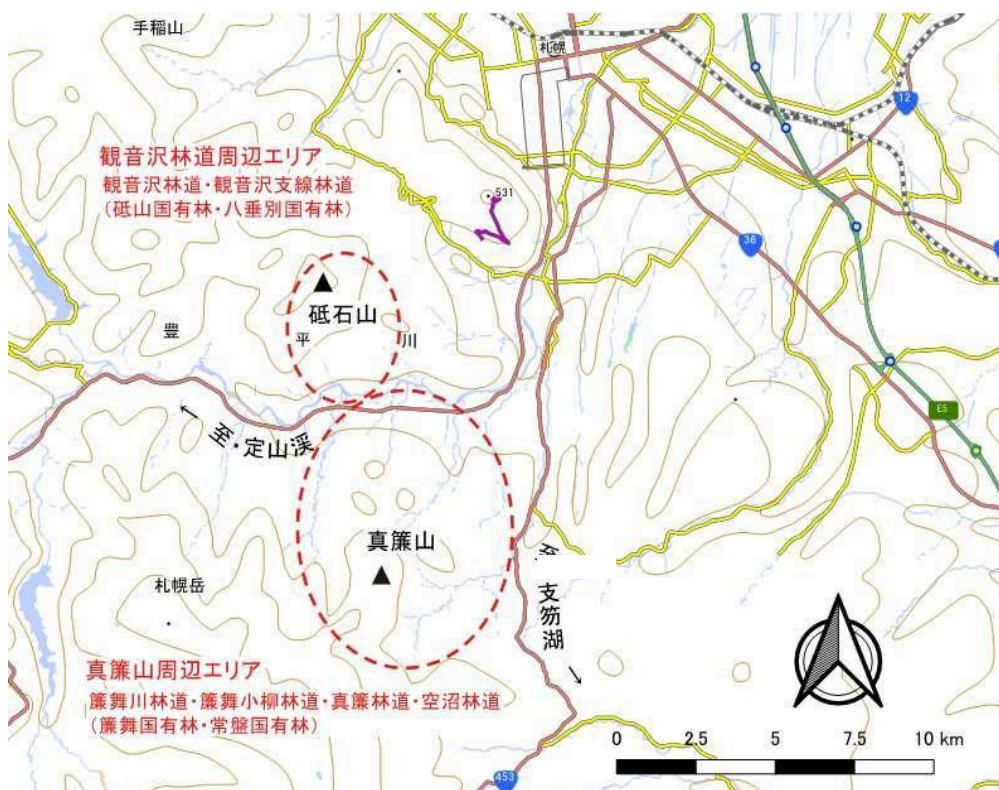 手稲山
札幌
12
観音沢林道周辺エリア
観音沢林道・観音沢支線林道
(砥山国有林・八垂別国有林)
531
36
砥石山
豊
平
川
E5
←至・定山渓
真簾山
至
支笏湖→
札幌岳
真簾山周辺エリア
簾舞川林道・簾舞小柳林道・真簾林道・空沼林道
(簾舞国有林・常盤国有林)
0 2.5 5 7.5 10 km
453